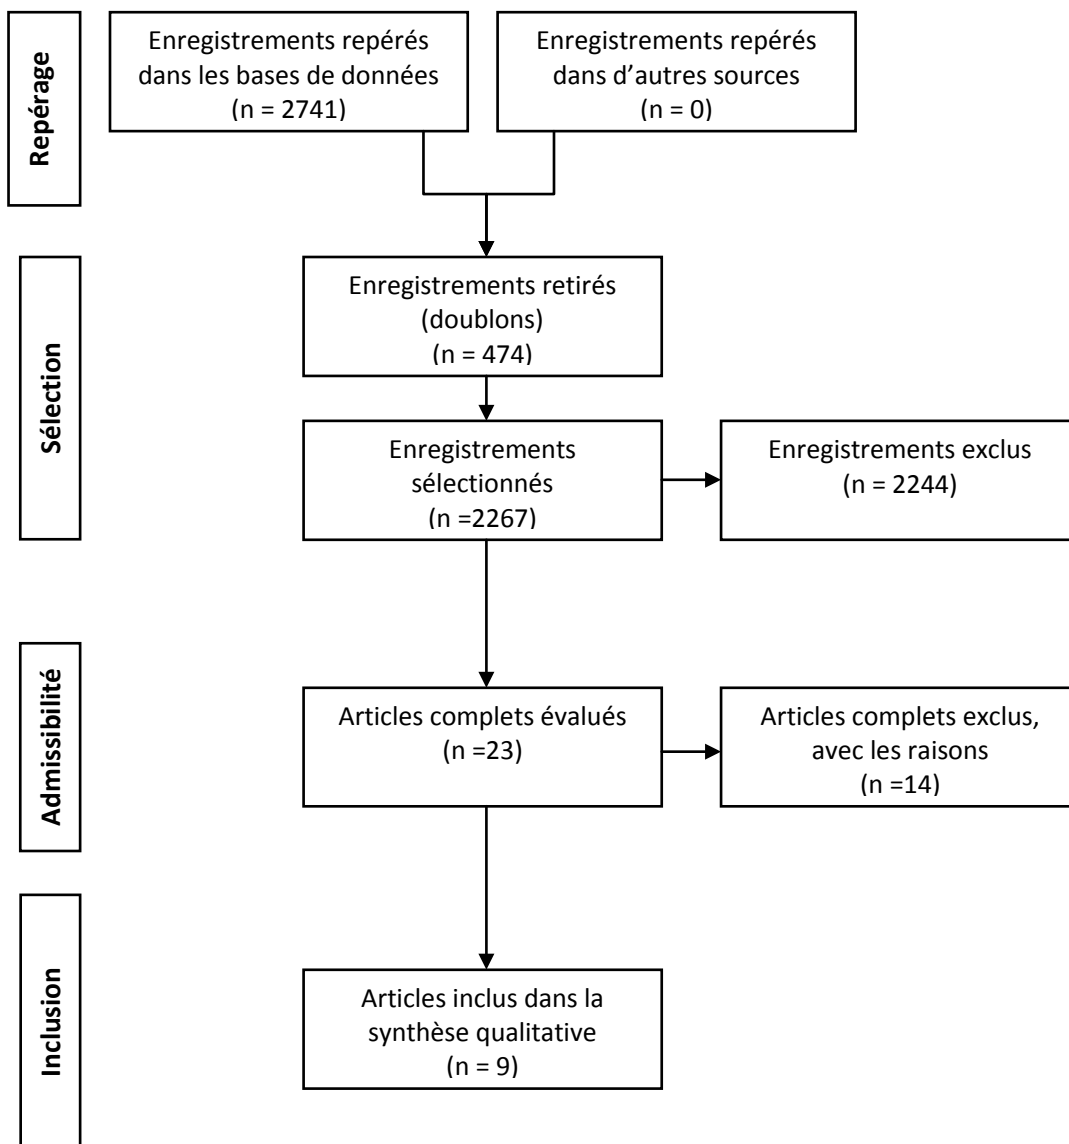 Repérage
Enregistrements repérés
dans les bases de données
(n = 2741)
Enregistrements repérés
dans d’autres sources
(n = 0)
Sélection
Enregistrements retirés
(doublons)
(n = 474)
Enregistrements
sélectionnés
(n =2267)
Enregistrements exclus
(n = 2244)
Admissibilité
Articles complets évalués
(n =23)
Articles complets exclus,
avec les raisons
(n =14)
Inclusion
Articles inclus dans la
synthèse qualitative
(n = 9)